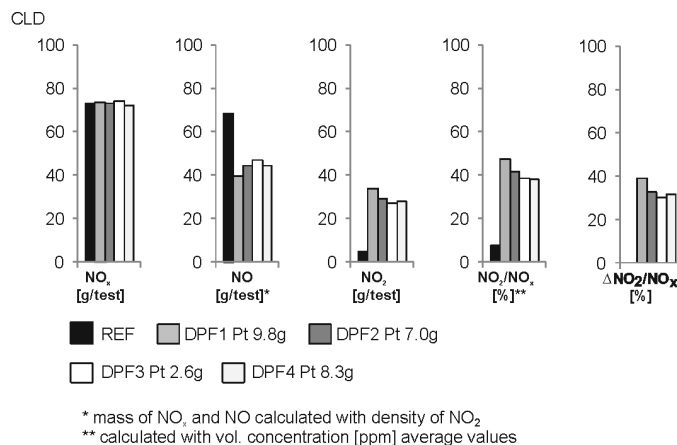 CLD
100 100 100 100 100
80 80 80 80 80
60 60 60 60 60
40 40 40 40 40
20 20 20 20 20
0 0 0 0 0
NOₓ NO NO₂ NO₂/NOₓ ΔNO₂/NOₓ
[g/test] [g/test]* [g/test] [%]** [%]
REF DPF1 Pt 9.8g DPF2 Pt 7.0g
DPF3 Pt 2.6g DPF4 Pt 8.3g
* mass of NOₓ and NO calculated with density of NO₂
** calculated with vol. concentration [ppm] average values